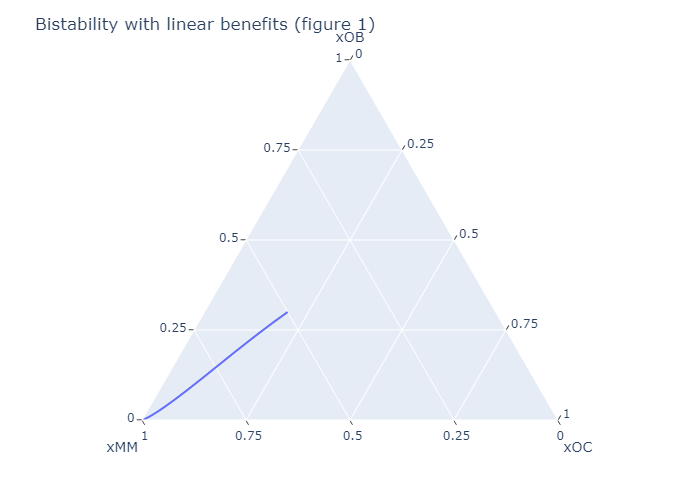 Bistability with linear benefits (figure 1)
xOB
1 0
0.75 0.25
0.5 0.5
0.25 0.75
0 1
1 0.75 0.5 0.25 0
xMM xOC